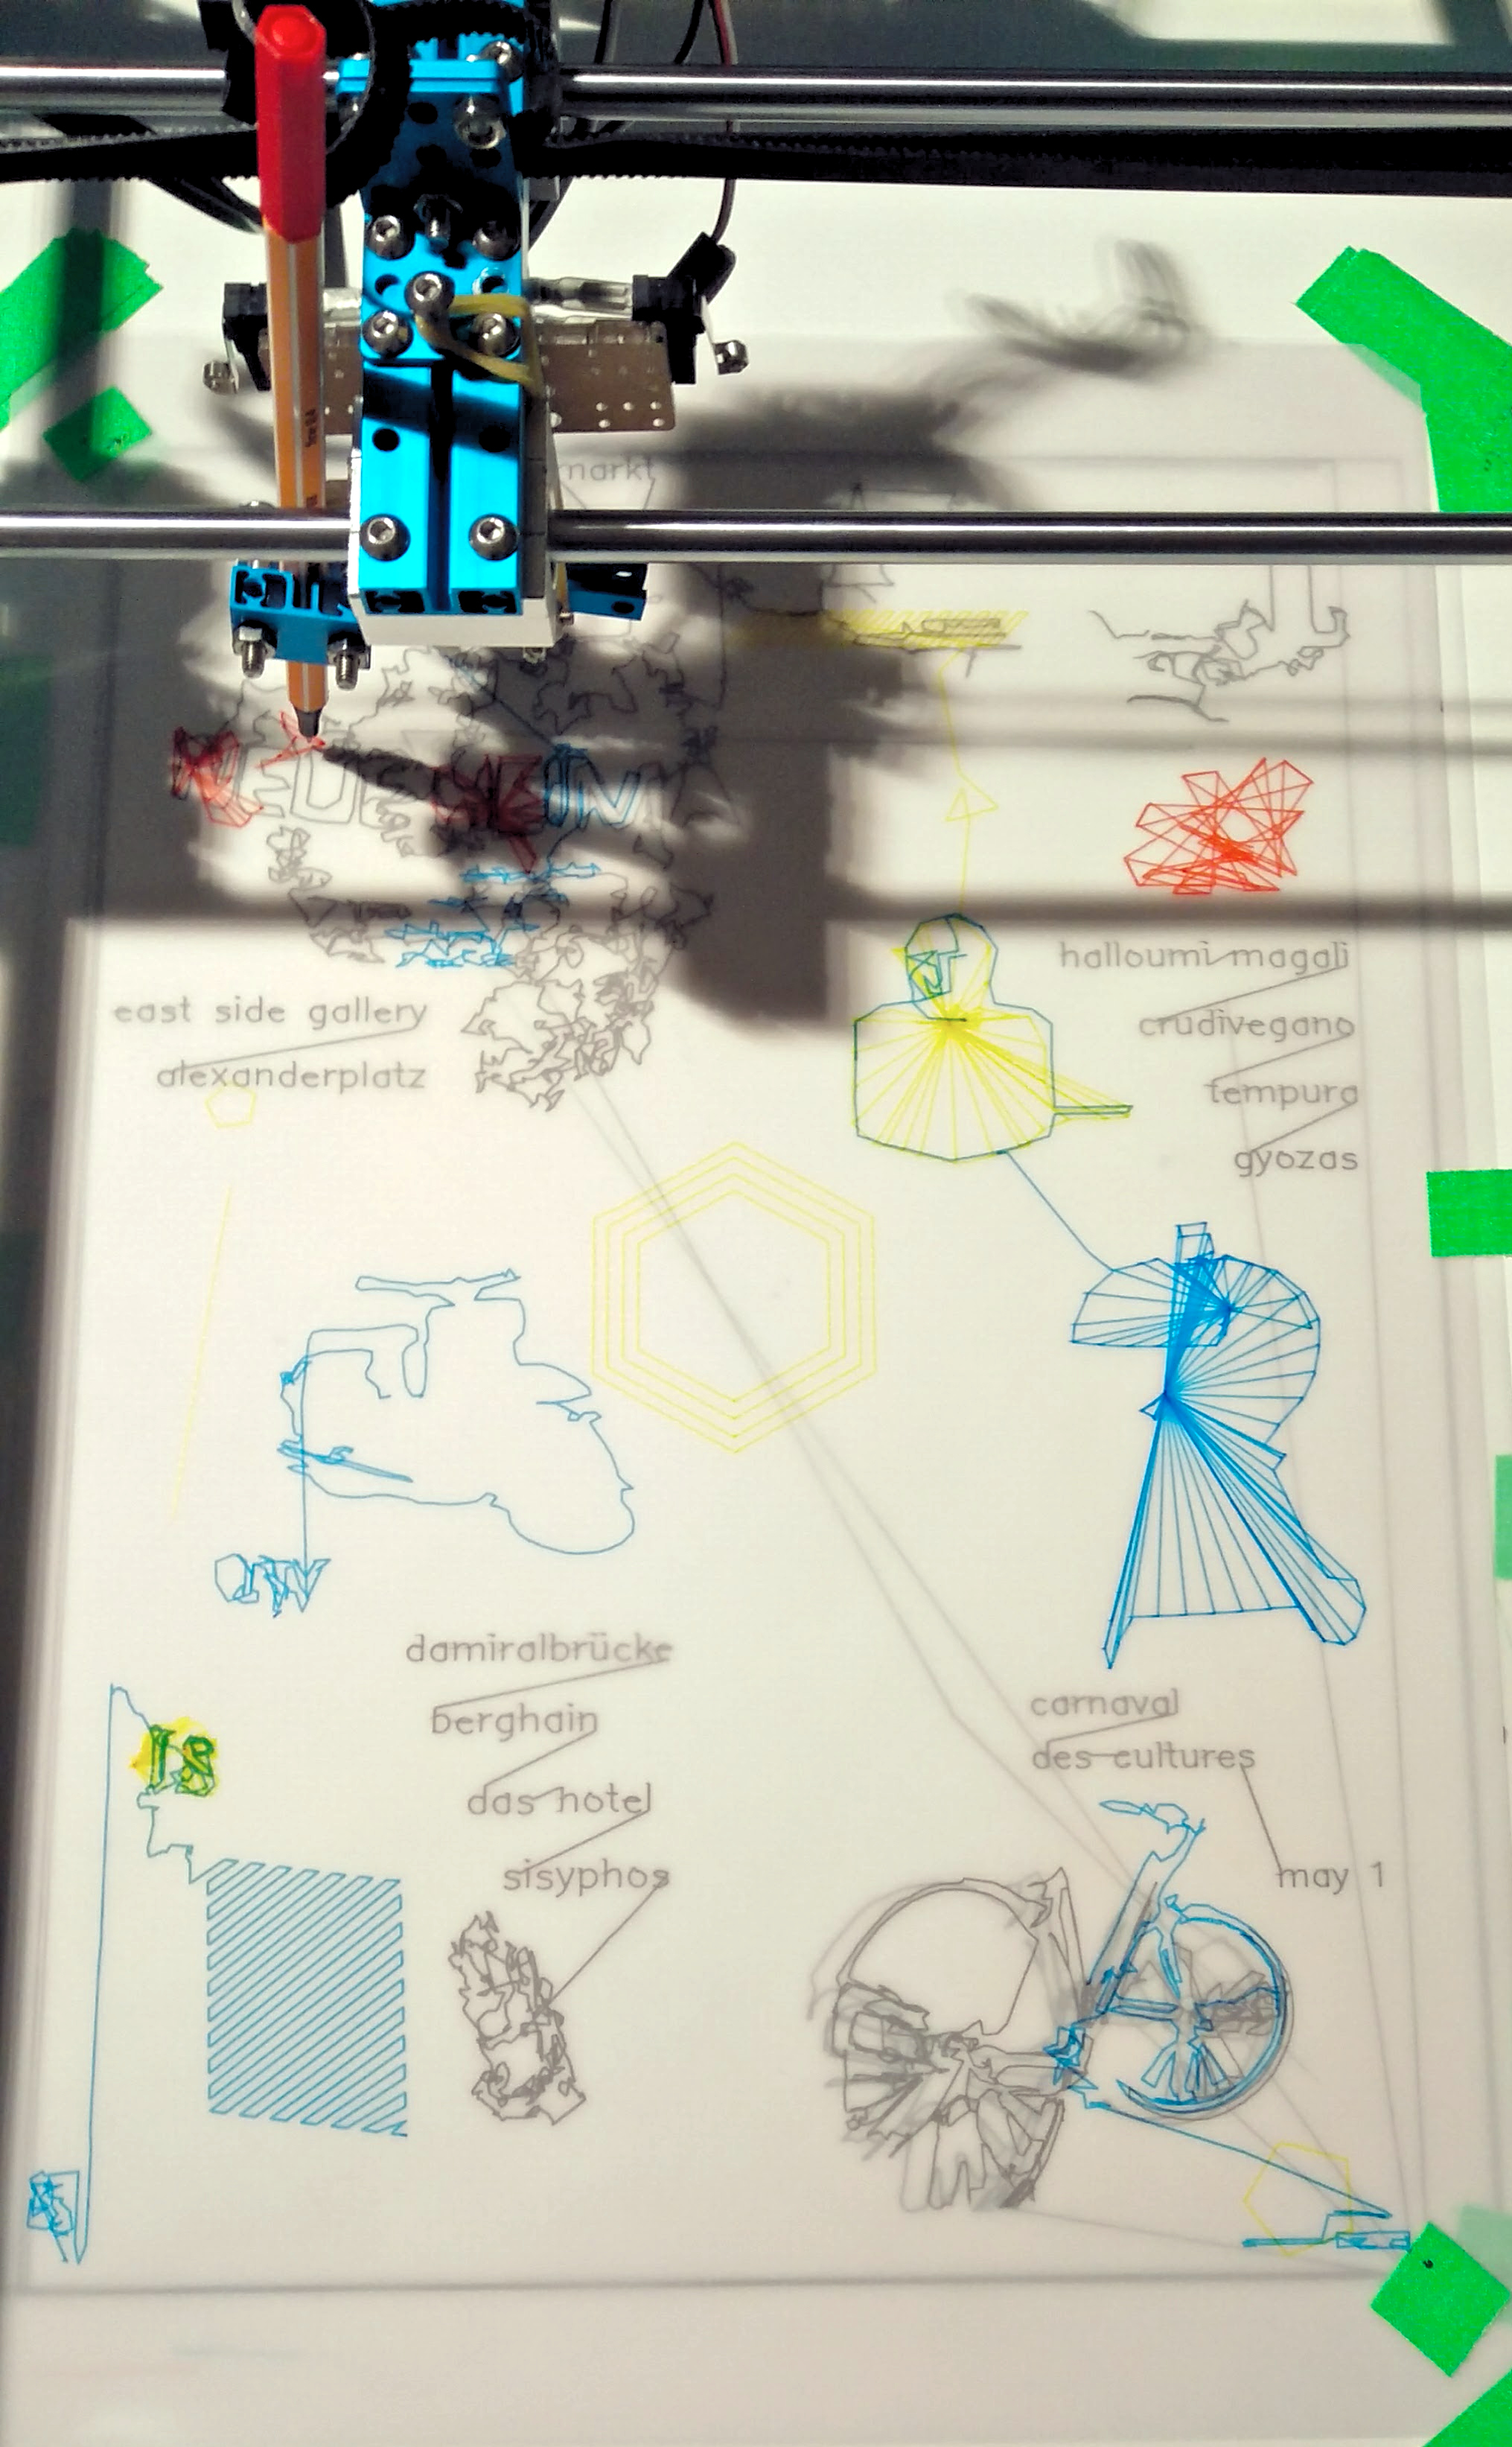 markt
east side gallery
alexanderplatz
halloumi magali
crudivegano
tempura
gyozas
damiralbrücke
berghain
das hotel
sisyphos
carnaval
des cultures
may 1